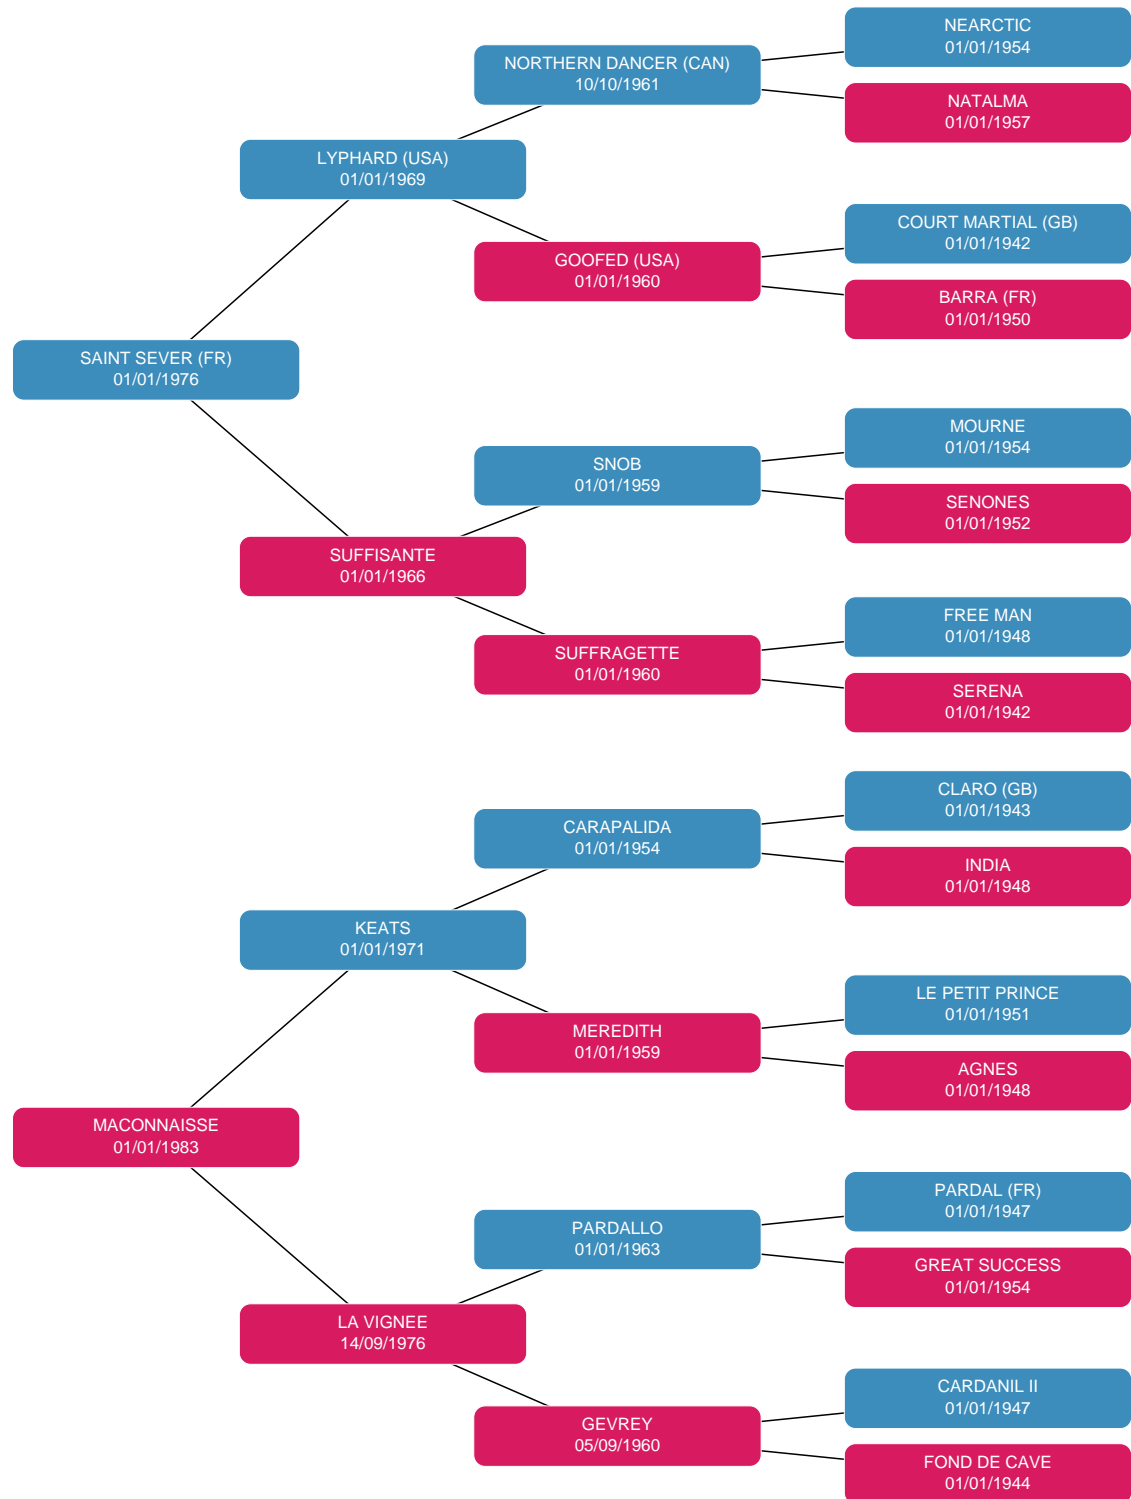 NEARCTIC
01/01/1954
NORTHERN DANCER (CAN)
10/10/1961
NATALMA
01/01/1957
LYPHARD (USA)
01/01/1969
COURT MARTIAL (GB)
01/01/1942
GOOFED (USA)
01/01/1960
BARRA (FR)
01/01/1950
SAINT SEVER (FR)
01/01/1976
MOURNE
01/01/1954
SNOB
01/01/1959
SENONES
01/01/1952
SUFFISANTE
01/01/1966
FREE MAN
01/01/1948
SUFFRAGETTE
01/01/1960
SERENA
01/01/1942
CLARO (GB)
01/01/1943
CARAPALIDA
01/01/1954
INDIA
01/01/1948
KEATS
01/01/1971
LE PETIT PRINCE
01/01/1951
MEREDITH
01/01/1959
AGNES
01/01/1948
MACONNAISSE
01/01/1983
PARDAL (FR)
01/01/1947
PARDALLO
01/01/1963
GREAT SUCCESS
01/01/1954
LA VIGNEE
14/09/1976
CARDANIL II
01/01/1947
GEVREY
05/09/1960
FOND DE CAVE
01/01/1944